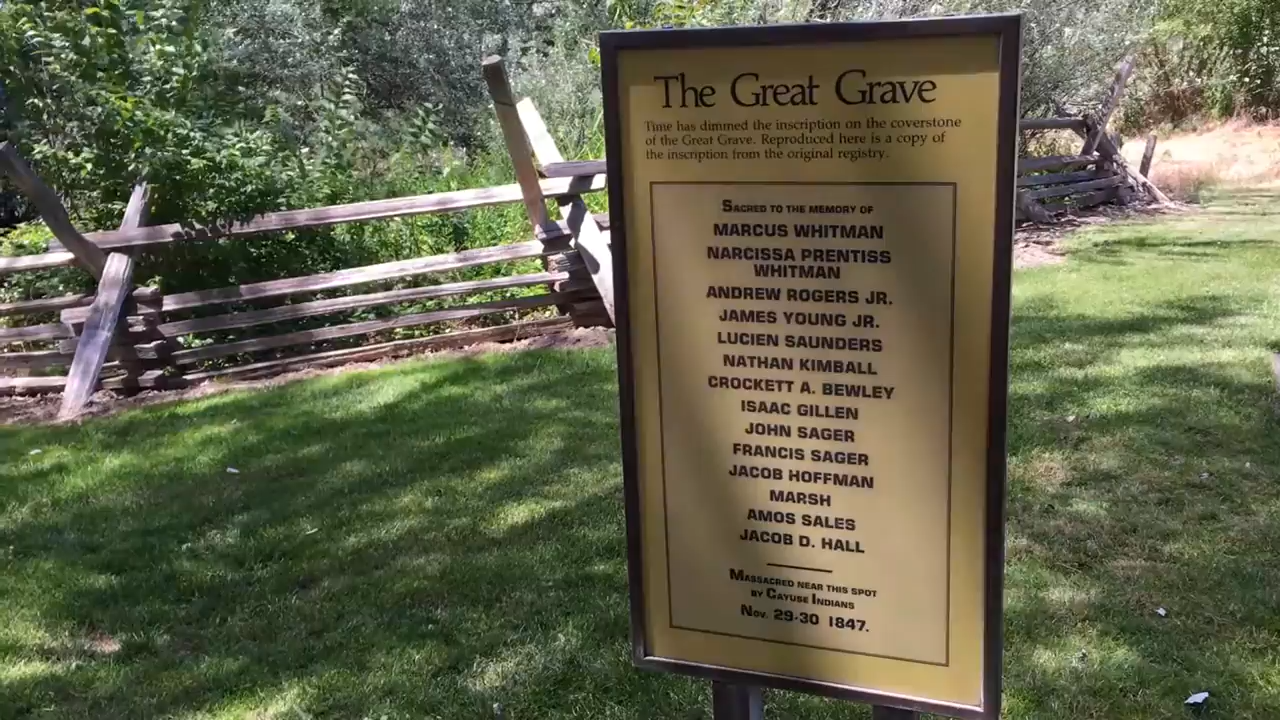 The Great Grave
Time has dimmed the inscription on the coverstone
of the Great Grave. Reproduced here is a copy of
the inscription from the original registry.
SACRED TO THE MEMORY OF
MARCUS WHITMAN
NARCISSA PRENTISS
WHITMAN
ANDREW ROGERS JR.
JAMES YOUNG JR.
LUCIEN SAUNDERS
NATHAN KIMBALL
CROCKETT A. BEWLEY
ISAAC GILLEN
JOHN SAGER
FRANCIS SAGER
JACOB HOFFMAN
MARSH
AMOS SALES
JACOB D. HALL
MASSACRED NEAR THIS SPOT
BY CAYUSE INDIANS
NOV. 29-30 1847.